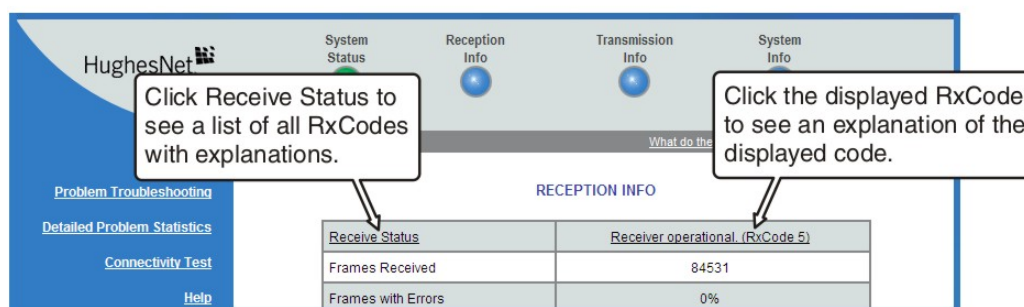 HughesNet
System Status
Reception Info
Transmission Info
System Info
Click Receive Status to
see a list of all RxCodes
with explanations.
Click the displayed RxCode
to see an explanation of the
displayed code.
What do the
Problem Troubleshooting
Detailed Problem Statistics
Connectivity Test
Help
RECEPTION INFO
Receive Status
Receiver operational. (RxCode 5)
Frames Received
84531
Frames with Errors
0%